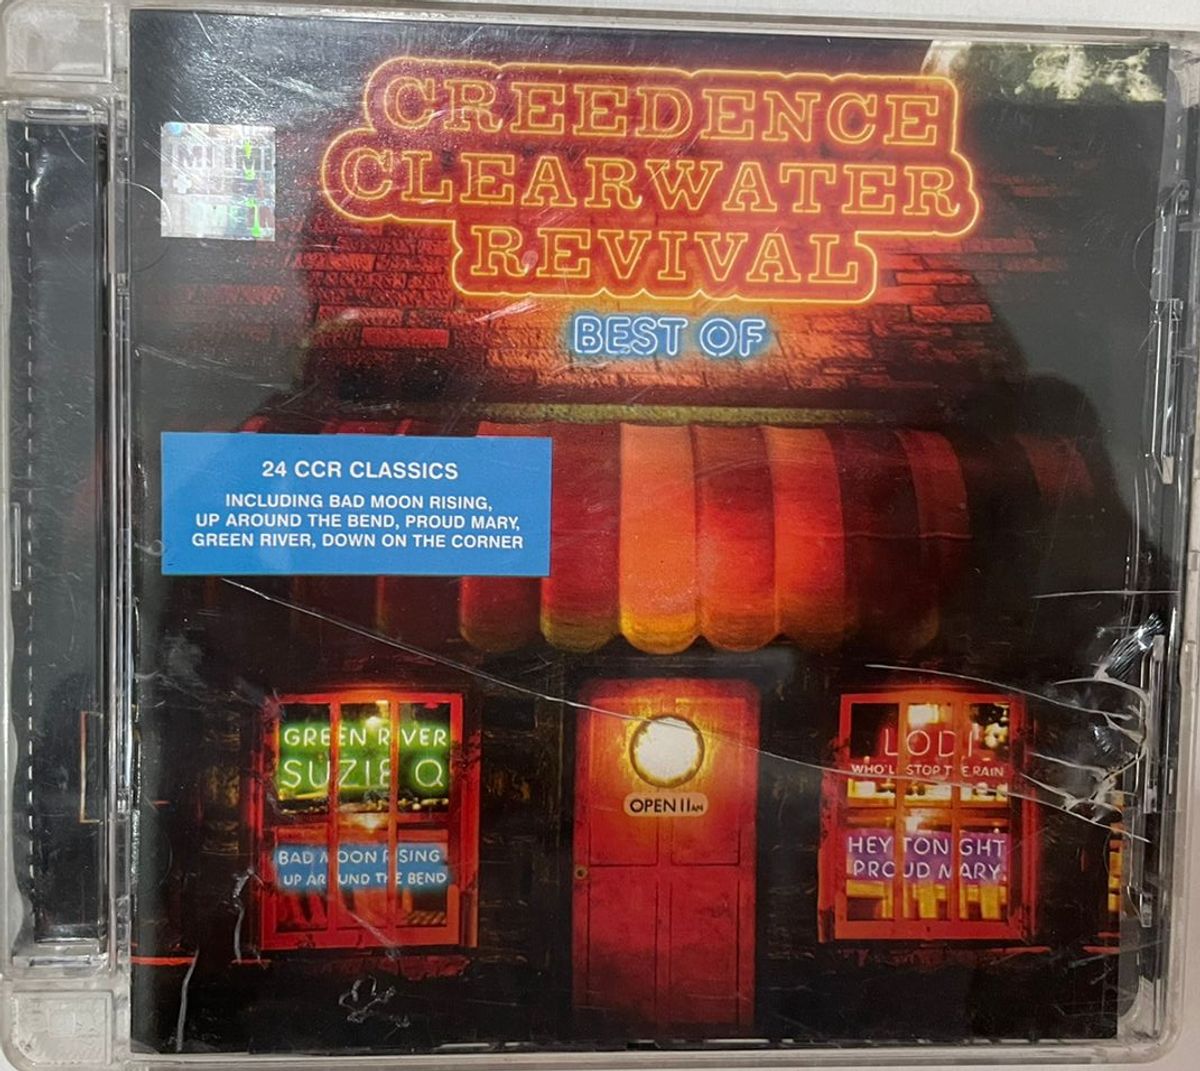 CREEDENCE
CLEARWATER
REVIVAL
BEST OF
24 CCR CLASSICS
INCLUDING BAD MOON RISING,
UP AROUND THE BEND, PROUD MARY,
GREEN RIVER, DOWN ON THE CORNER
GREEN RIVER
SUZIE Q
BAD MOON RISING
UP AROUND THE BEND
OPEN 11AM
LODI
WHO'LL STOP THE RAIN
HEY TONIGHT
PROUD MARY